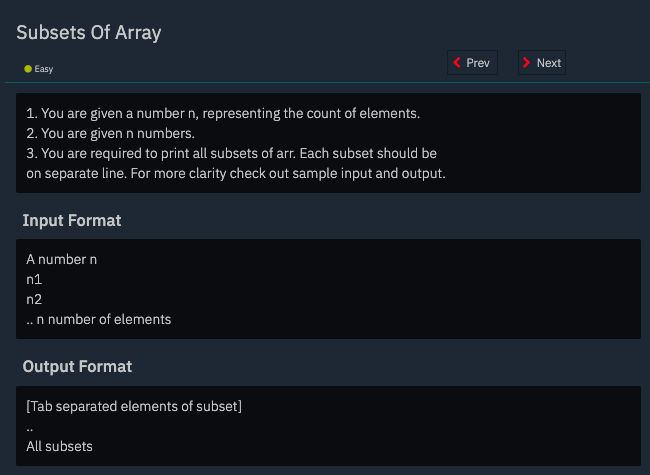 Subsets Of Array
Easy
Prev
Next
1. You are given a number n, representing the count of elements.
2. You are given n numbers.
3. You are required to print all subsets of arr. Each subset should be
on separate line. For more clarity check out sample input and output.
Input Format
A number n
n1
n2
.. n number of elements
Output Format
[Tab separated elements of subset]
..
All subsets